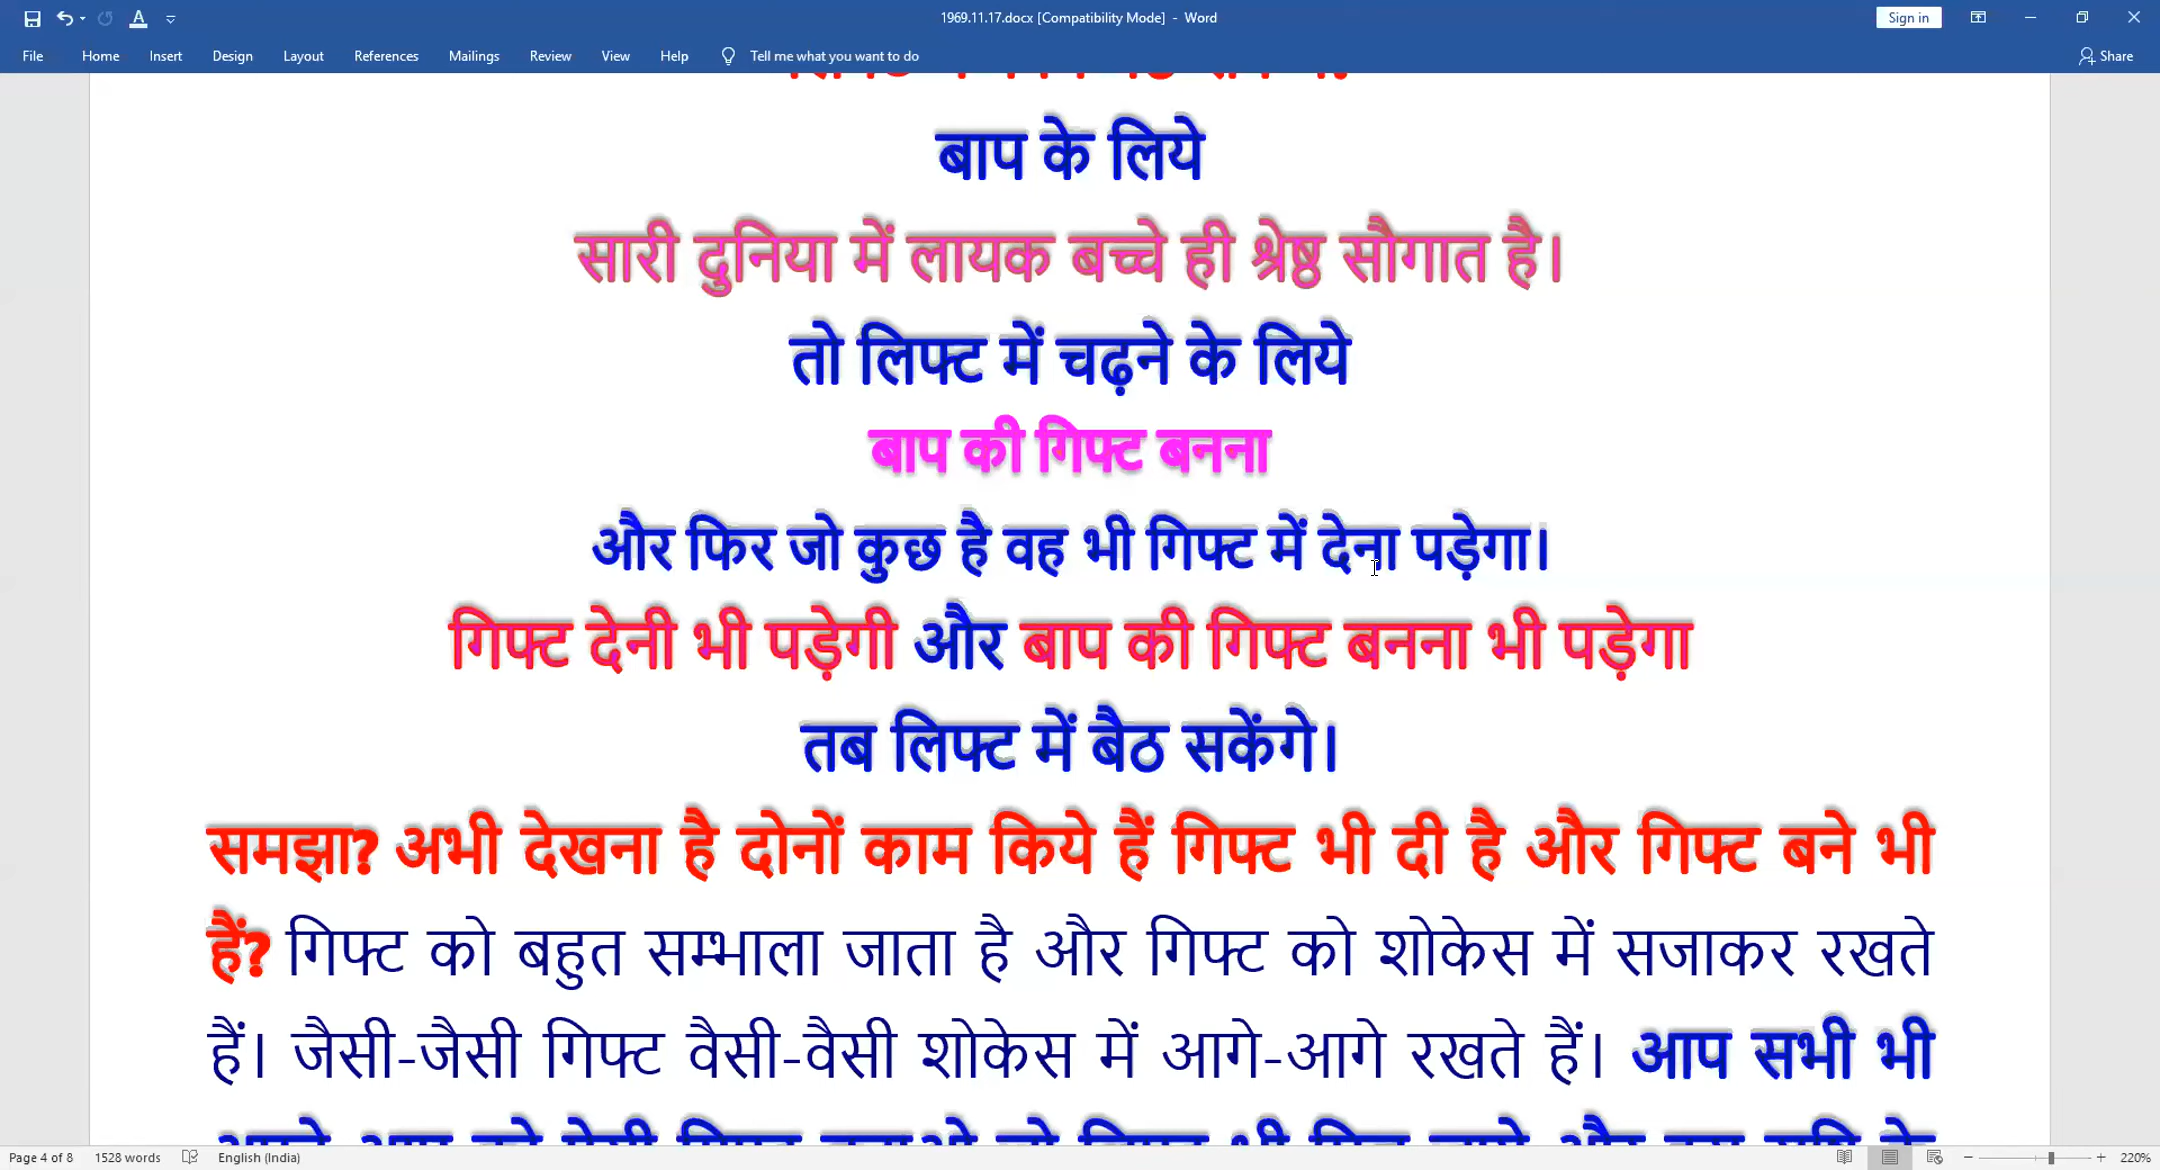 1969.11.17.docx [Compatibility Mode] - Word
Sign in
File Home Insert Design Layout References Mailings Review View Help Tell me what you want to do Share
बाप के लिये
सारी दुनिया में लायक बच्चे ही श्रेष्ठ सौगात है।
तो लिफ्ट में चढ़ने के लिये
बाप की गिफ्ट बनना
और फिर जो कुछ है वह भी गिफ्ट में देना पड़ेगा।
गिफ्ट देनी भी पड़ेगी और बाप की गिफ्ट बनना भी पड़ेगा
तब लिफ्ट में बैठ सकेंगे।
समझा? अभी देखना है दोनों काम किये हैं गिफ्ट भी दी है और गिफ्ट बने भी
हैं? गिफ्ट को बहुत सम्भाला जाता है और गिफ्ट को शोकेस में सजाकर रखते
हैं। जैसी-जैसी गिफ्ट वैसी-वैसी शोकेस में आगे-आगे रखते हैं। आप सभी भी
Page 4 of 8 1528 words English (India) 220%